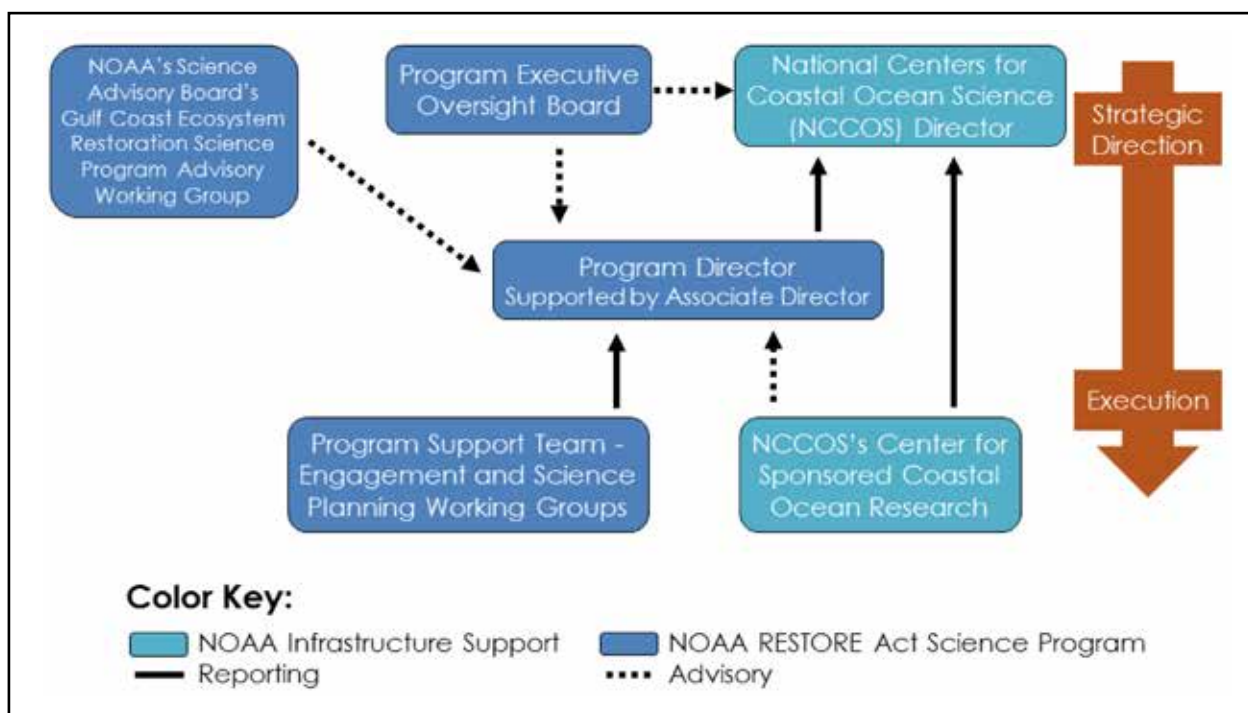 NOAA's Science
Advisory Board's
Gulf Coast Ecosystem
Restoration Science
Program Advisory
Working Group
Program Executive
Oversight Board
National Centers for
Coastal Ocean Science
(NCCOS) Director
Strategic
Direction
Program Director
Supported by Associate Director
Execution
Program Support Team -
Engagement and Science
Planning Working Groups
NCCOS's Center for
Sponsored Coastal
Ocean Research
Color Key:
NOAA Infrastructure Support
NOAA RESTORE Act Science Program
Reporting
Advisory